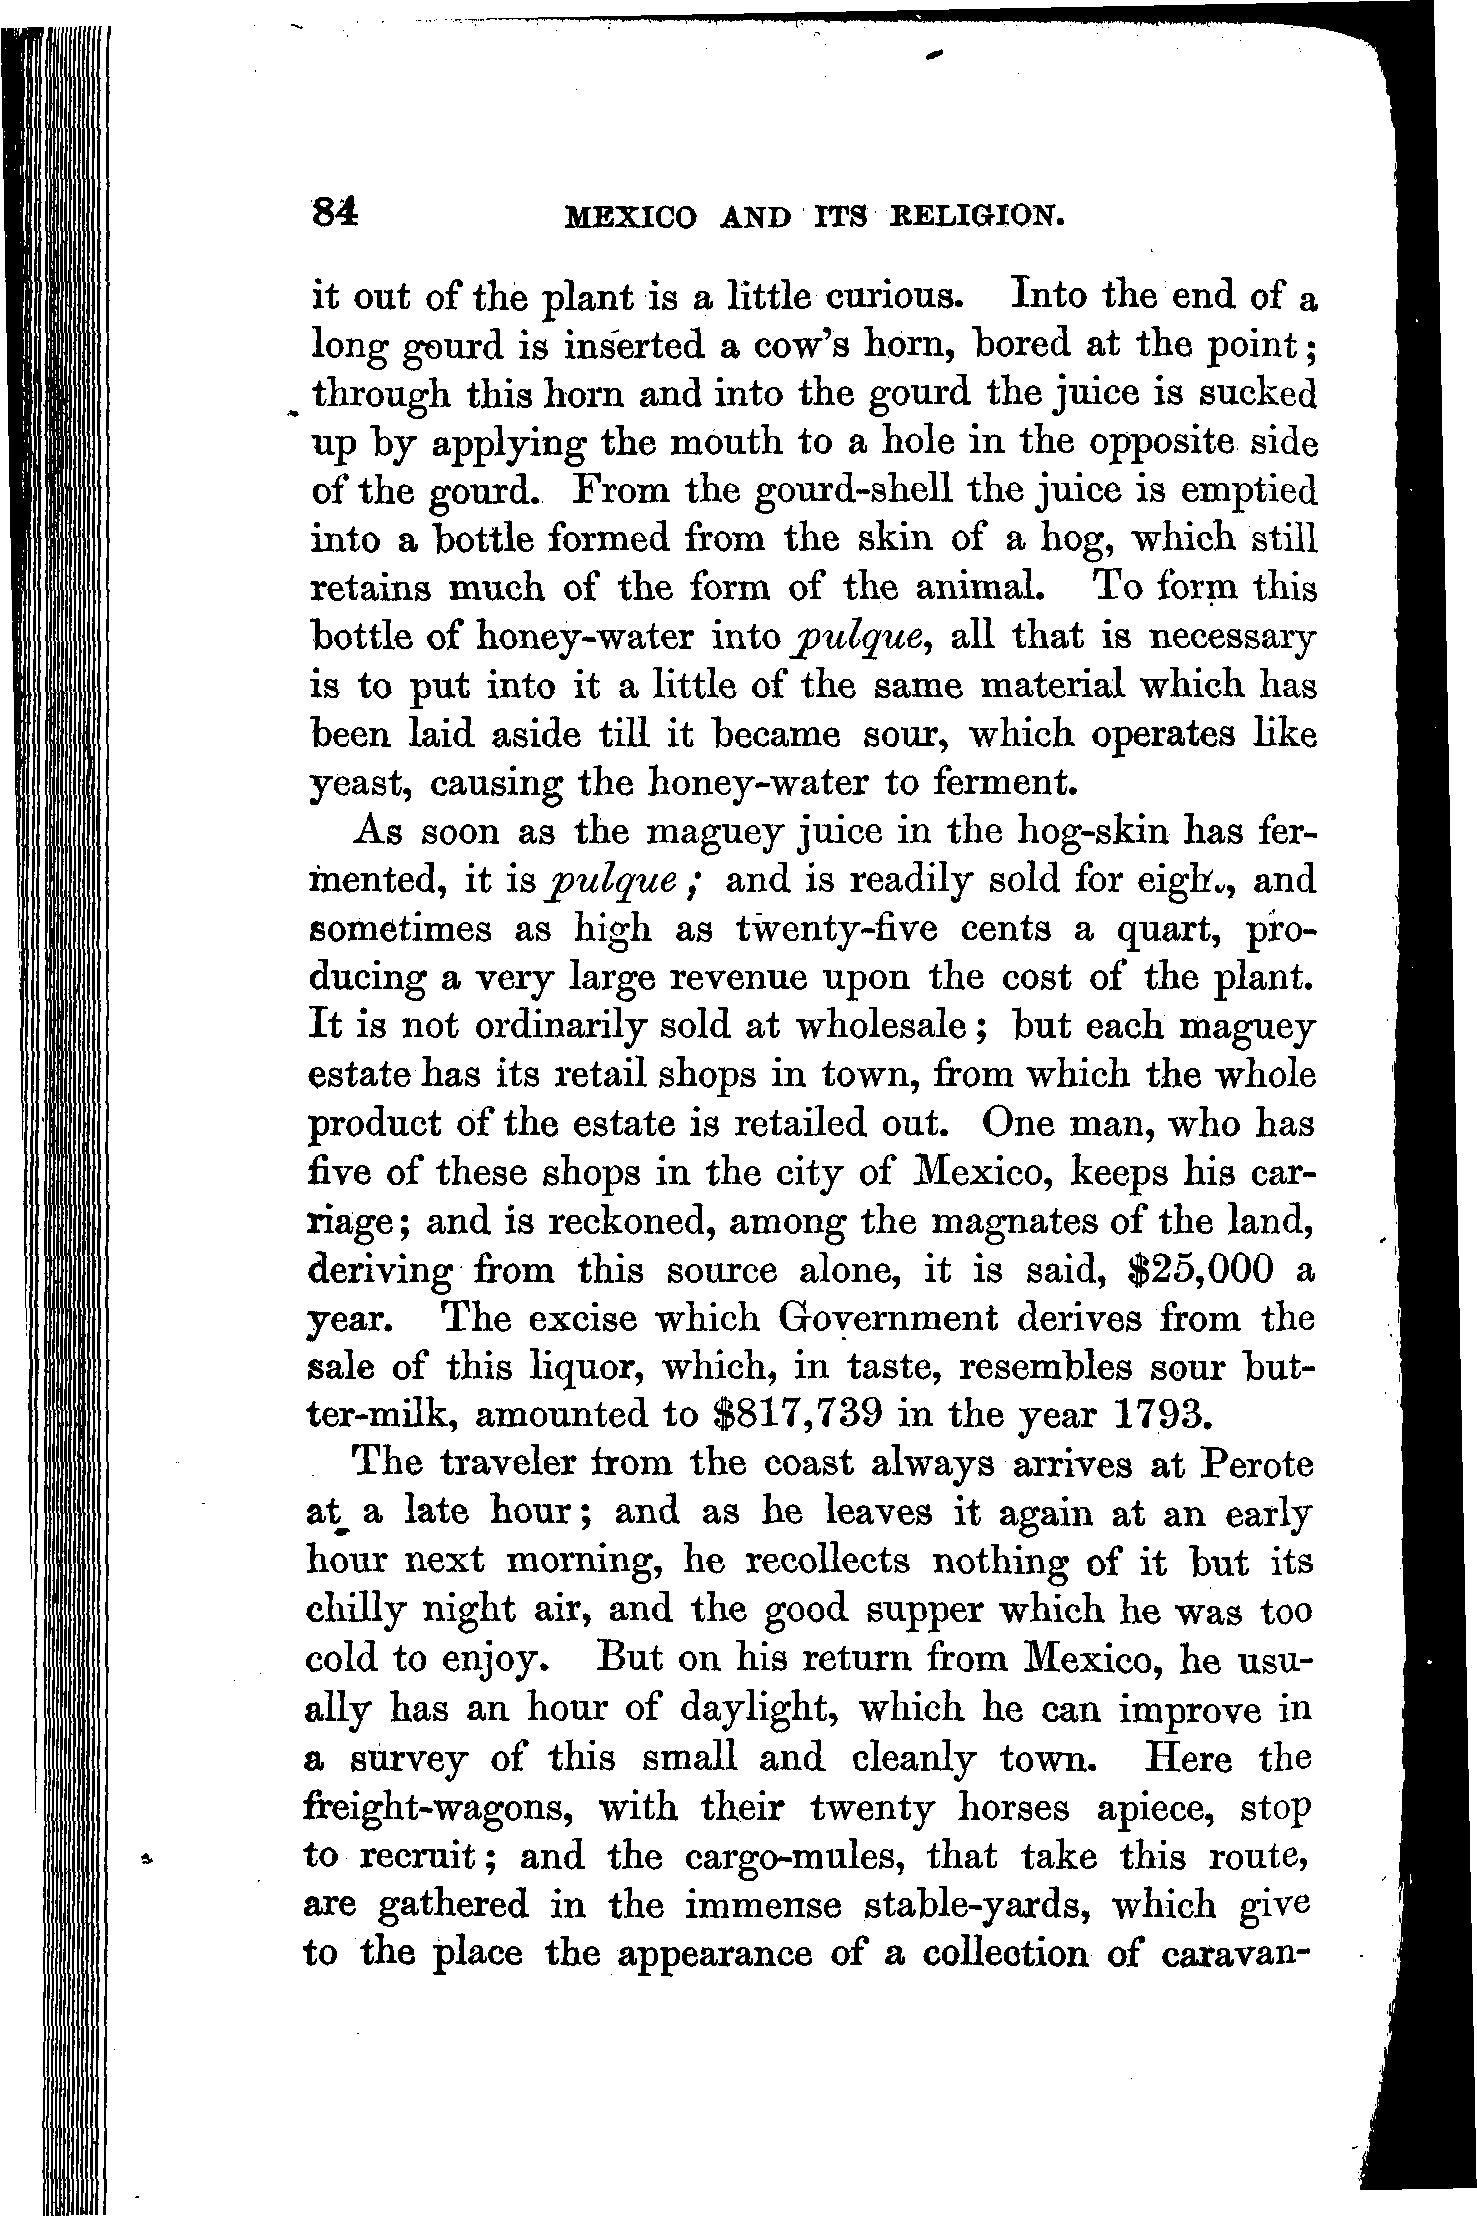 84 MEXICO AND ITS RELIGION.
it out of the plant is a little curious. Into the end of a
long gourd is inserted a cow's horn, bored at the point;
through this horn and into the gourd the juice is sucked
up by applying the mouth to a hole in the opposite side
of the gourd. From the gourd-shell the juice is emptied
into a bottle formed from the skin of a hog, which still
retains much of the form of the animal. To form this
bottle of honey-water into pulque, all that is necessary
is to put into it a little of the same material which has
been laid aside till it became sour, which operates like
yeast, causing the honey-water to ferment.
As soon as the maguey juice in the hog-skin has fer-
mented, it is pulque; and is readily sold for and
sometimes as high as twenty-five cents a quart, pro-
ducing a very large revenue upon the cost of the plant.
It is not ordinarily sold at wholesale; but each maguey
estate has its retail shops in town, from which the whole
product of the estate is retailed out. One man, who has
five of these shops in the city of Mexico, keeps his car-
riage; and is reckoned, among the magnates of the land,
deriving from this source alone, it is said, $25,000 a
year. The excise which Government derives from the
sale of this liquor, which, in taste, resembles sour but-
ter-milk, amounted to $817,739 in the year 1793.
The traveler from the coast always arrives at Perote
at a late hour; and as he leaves it again at an early
hour next morning, he recollects nothing of it but its
chilly night air, and the good supper which he was too
cold to enjoy. But on his return from Mexico, he usu-
ally has an hour of daylight, which he can improve in
a survey of this small and cleanly town. Here the
freight-wagons, with their twenty horses apiece, stop
to recruit; and the cargo-mules, that take this route,
are gathered in the immense stable-yards, which give
to the place the appearance of a collection of caravan-